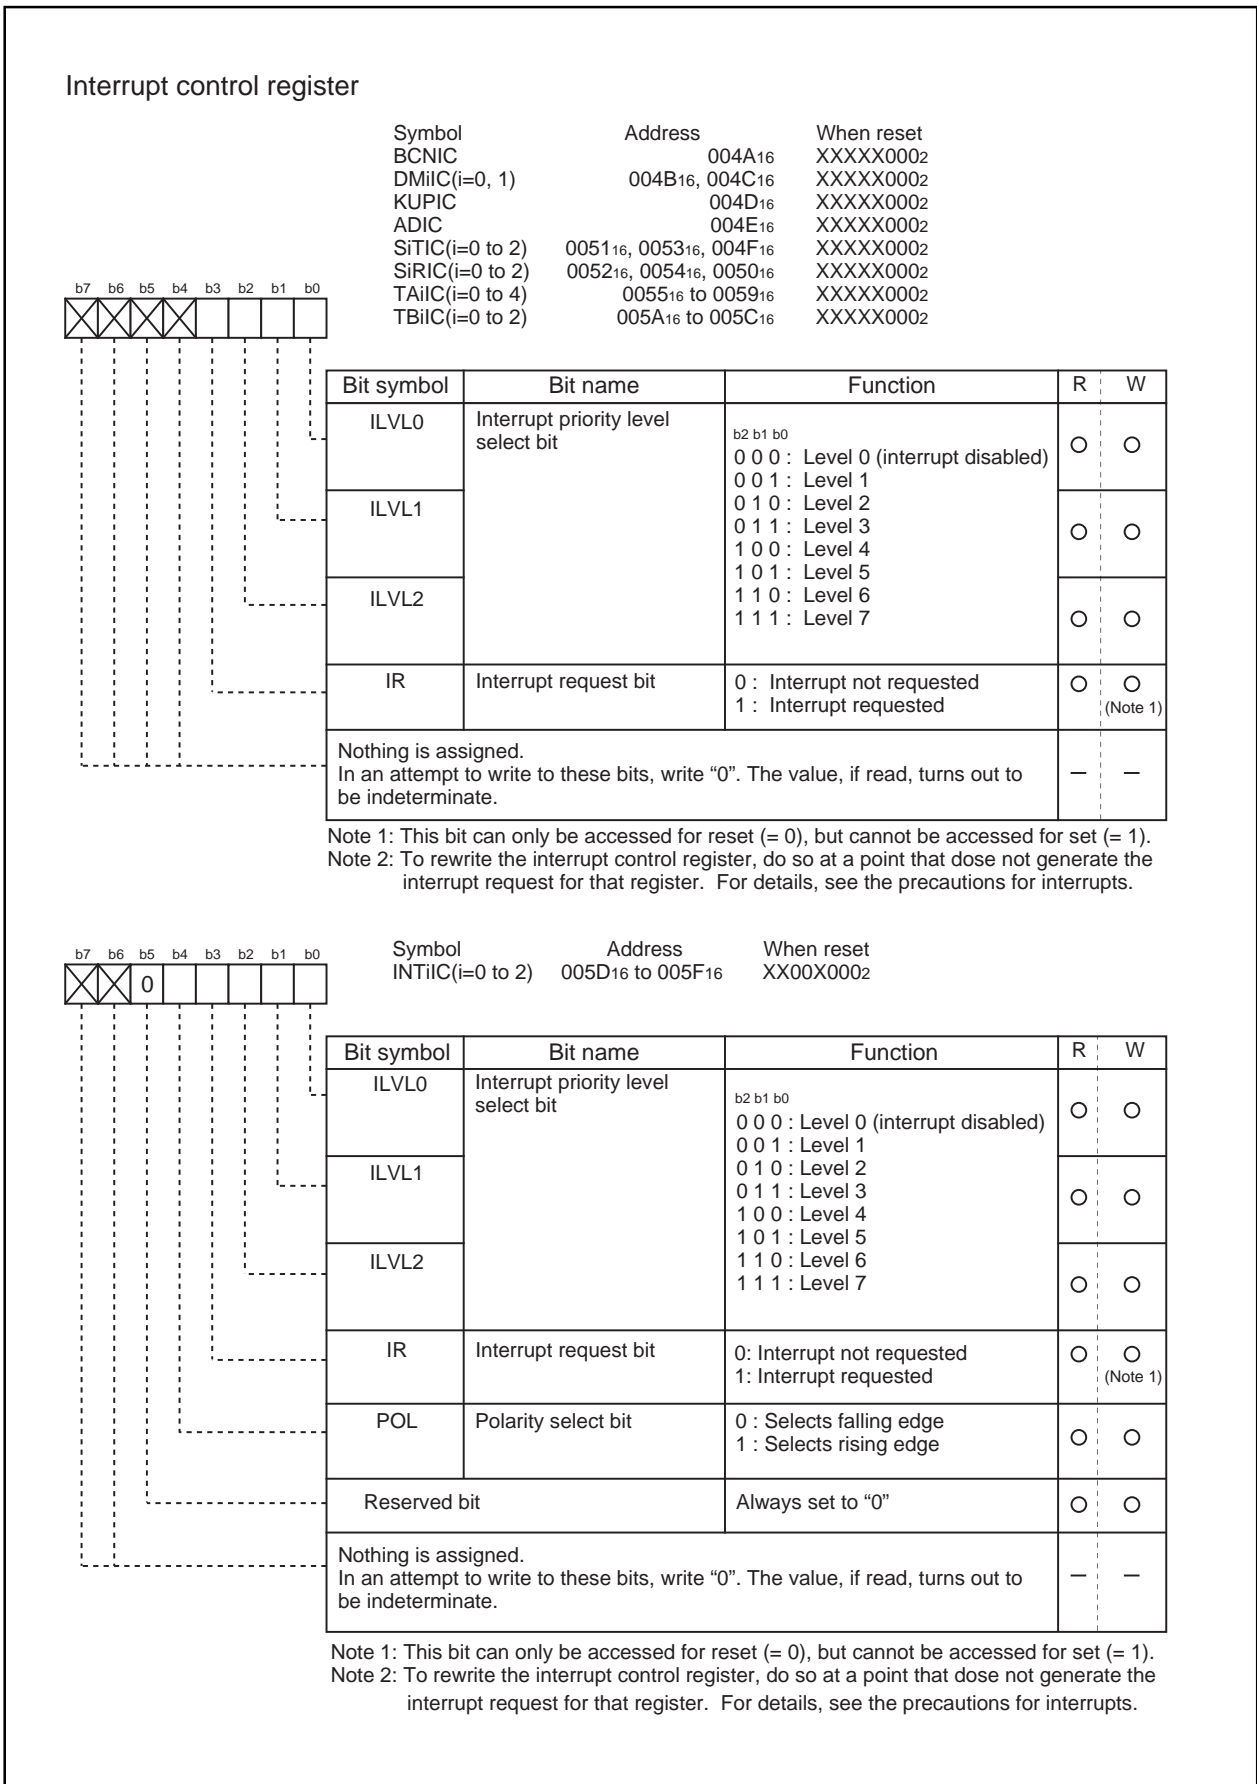 Interrupt control register
Symbol Address When reset
BCNIC 004A16 XXXXX0002
DMiIC(i=0, 1) 004B16, 004C16 XXXXX0002
KUPIC 004D16 XXXXX0002
ADIC 004E16 XXXXX0002
SiTIC(i=0 to 2) 005116, 005316, 004F16 XXXXX0002
SiRIC(i=0 to 2) 005216, 005416, 005016 XXXXX0002
TAiIC(i=0 to 4) 005516 to 005916 XXXXX0002
TBiIC(i=0 to 2) 005A16 to 005C16 XXXXX0002
b7 b6 b5 b4 b3 b2 b1 b0
Bit symbol Bit name Function R W
ILVL0 Interrupt priority level
select bit
b2 b1 b0
0 0 0 : Level 0 (interrupt disabled)
0 0 1 : Level 1
ILVL1 0 1 0 : Level 2
0 1 1 : Level 3
1 0 0 : Level 4
1 0 1 : Level 5
ILVL2 1 1 0 : Level 6
1 1 1 : Level 7
IR Interrupt request bit 0 : Interrupt not requested
1 : Interrupt requested (Note 1)
Nothing is assigned.
In an attempt to write to these bits, write “0”. The value, if read, turns out to
be indeterminate.
Note 1: This bit can only be accessed for reset (= 0), but cannot be accessed for set (= 1).
Note 2: To rewrite the interrupt control register, do so at a point that dose not generate the
interrupt request for that register. For details, see the precautions for interrupts.
Symbol Address When reset
INTiIC(i=0 to 2) 005D16 to 005F16 XX00X0002
b7 b6 b5 b4 b3 b2 b1 b0
0
Bit symbol Bit name Function R W
ILVL0 Interrupt priority level
select bit
b2 b1 b0
0 0 0 : Level 0 (interrupt disabled)
0 0 1 : Level 1
ILVL1 0 1 0 : Level 2
0 1 1 : Level 3
1 0 0 : Level 4
1 0 1 : Level 5
ILVL2 1 1 0 : Level 6
1 1 1 : Level 7
IR Interrupt request bit 0: Interrupt not requested
1: Interrupt requested (Note 1)
POL Polarity select bit 0 : Selects falling edge
1 : Selects rising edge
Reserved bit Always set to “0”
Nothing is assigned.
In an attempt to write to these bits, write “0”. The value, if read, turns out to
be indeterminate.
Note 1: This bit can only be accessed for reset (= 0), but cannot be accessed for set (= 1).
Note 2: To rewrite the interrupt control register, do so at a point that dose not generate the
interrupt request for that register. For details, see the precautions for interrupts.